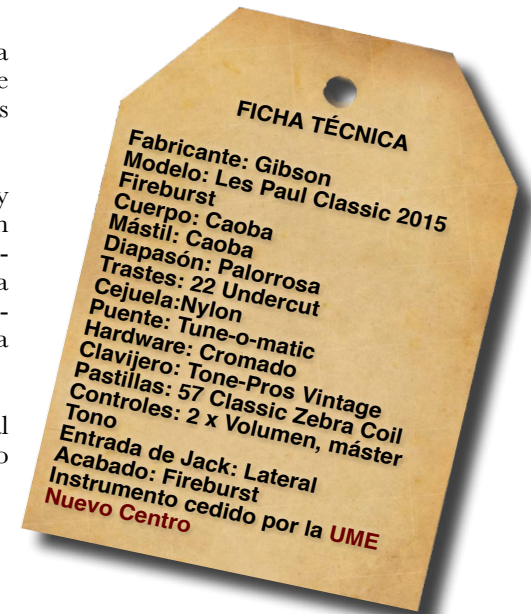 a
e
s
y
n
-
a
-
a
al
o
FICHA TÉCNICA
Fabricante: Gibson
Modelo: Les Paul Classic 2015
Fireburst
Cuerpo: Caoba
Mástil: Caoba
Diapasón: Palorrosa
Trastes: 22 Undercut
Cejuela:Nylon
Puente: Tune-o-matic
Hardware: Cromado
Clavijero: Tone-Pros Vintage
Pastillas: 57 Classic Zebra Coil
Controles: 2 x Volumen, máster
Tono
Entrada de Jack: Lateral
Acabado: Fireburst
Instrumento cedido por la UME
Nuevo Centro